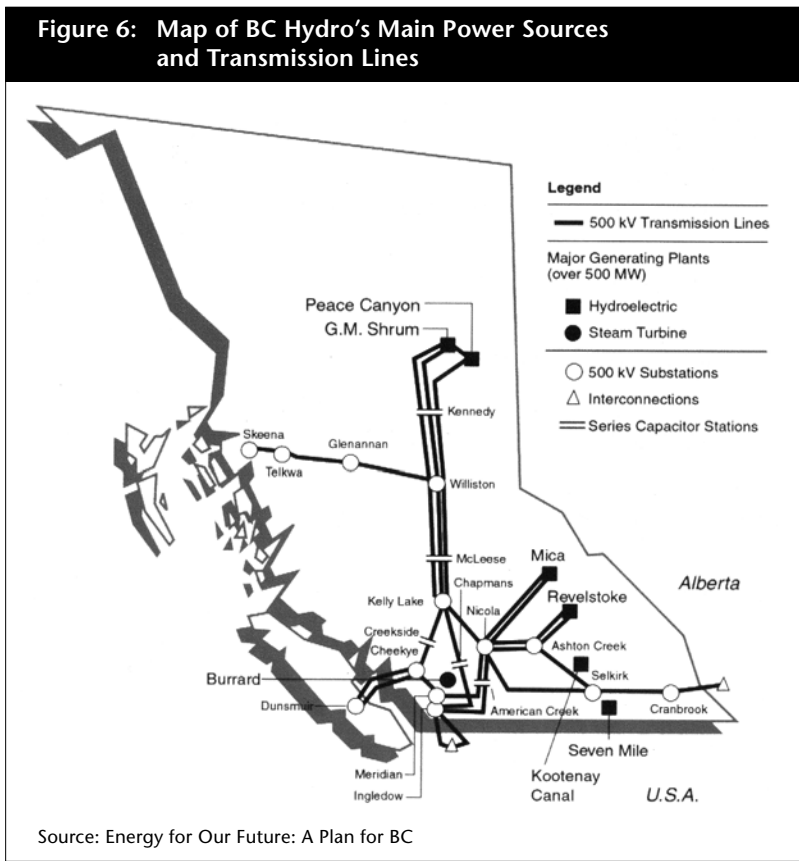 Figure 6: Map of BC Hydro's Main Power Sources
and Transmission Lines
Legend
500 kV Transmission Lines
Major Generating Plants
(over 500 MW)
Hydroelectric
Steam Turbine
500 kV Substations
Interconnections
Series Capacitor Stations
Peace Canyon
G.M. Shrum
Kennedy
Skeena
Telkwa
Glenannan
Williston
McLeese
Chapmans
Mica
Alberta
Kelly Lake
Nicola
Revelstoke
Creekside
Cheekye
Ashton Creek
Selkirk
Burrard
Dunsmuir
American Creek
Cranbrook
Seven Mile
Meridian
Kootenay
Canal
Ingledow
U.S.A.
Source: Energy for Our Future: A Plan for BC